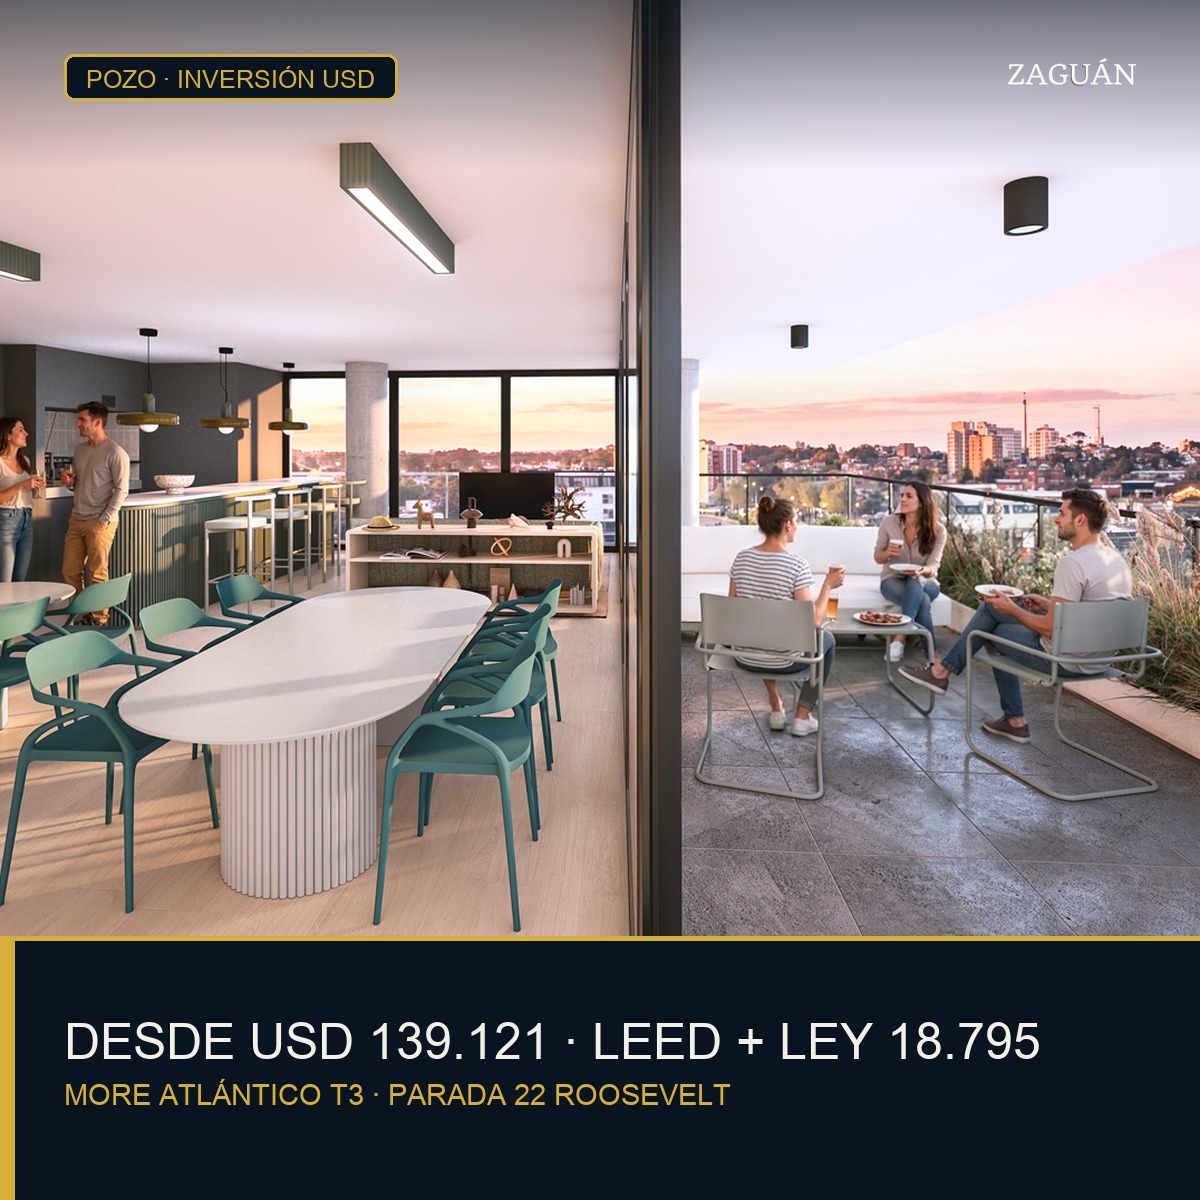 POZO · INVERSIÓN USD
ZAGUÁN
DESDE USD 139.121 · LEED + LEY 18.795
MORE ATLÁNTICO T3 · PARADA 22 ROOSEVELT